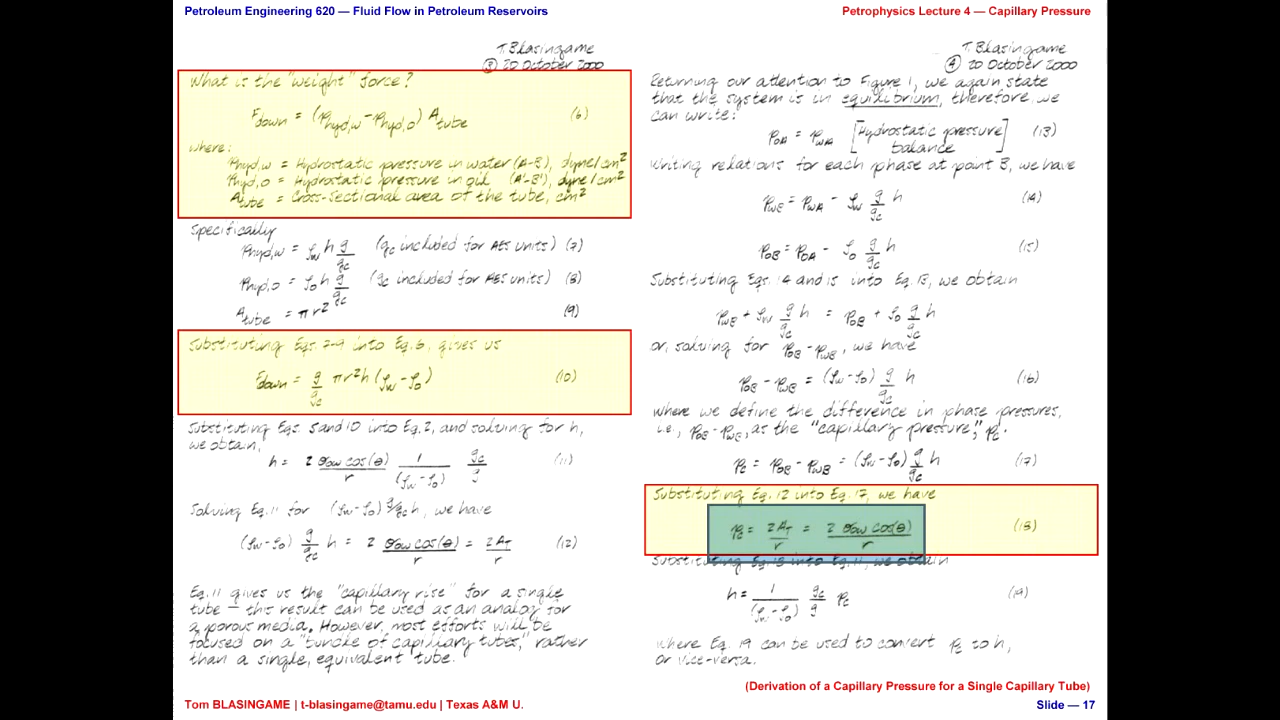 Petroleum Engineering 620 — Fluid Flow in Petroleum Reservoirs
Petrophysics Lecture 4 — Capillary Pressure
T. Blasingame
③ 20 October 2000
What is the "weight" force?
F_down = (p_hyd,w - p_hyd,o) A_tube (6)
where:
p_hyd,w = Hydrostatic pressure in water (A-B), dyne/cm²
p_hyd,o = Hydrostatic pressure in oil (A'-B'), dyne/cm²
A_tube = Cross-sectional area of the tube, cm²
Specifically
p_hyd,w = ρ_w h g/g_c (g_c included for AES units) (7)
p_hyd,o = ρ_o h g/g_c (g_c included for AES units) (8)
A_tube = πr² (9)
Substituting Eqs. 7-9 into Eq. 6, gives us
F_down = g/g_c πr²h (ρ_w - ρ_o) (10)
Substituting Eqs. 5 and 10 into Eq. 2, and solving for h,
we obtain,
h = 2 σ_ow cos(θ)/r 1/(ρ_w - ρ_o) g_c/g (11)
Solving Eq. 11 for (ρ_w - ρ_o) g/g_c h, we have
(ρ_w - ρ_o) g/g_c h = 2 σ_ow cos(θ)/r = 2A_T/r (12)
Eq. 11 gives us the "capillary rise" for a single
tube — this result can be used as an analog for
a porous media. However, most efforts will be
focused on a "bundle of capillary tubes," rather
than a single, equivalent tube.
T. Blasingame
④ 20 October 2000
Returning our attention to Figure 1, we again state
that the system is in equilibrium, therefore we
can write:
p_oA = p_wA [Hydrostatic pressure balance] (13)
Writing relations for each phase at point B, we have
p_wB = p_wA - ρ_w g/g_c h (14)
p_oB = p_oA - ρ_o g/g_c h (15)
Substituting Eqs. 14 and 15 into Eq. 13, we obtain
p_wB + ρ_w g/g_c h = p_oB + ρ_o g/g_c h
or, solving for p_oB - p_wB, we have
p_oB - p_wB = (ρ_w - ρ_o) g/g_c h (16)
where we define the difference in phase pressures,
i.e., p_oB - p_wB, as the "capillary pressure," p_c.
p_c = p_oB - p_wB = (ρ_w - ρ_o) g/g_c h (17)
Substituting Eq. 12 into Eq. 17, we have
p_c = 2A_T/r = 2 σ_ow cos(θ)/r (18)
Substituting Eq. 18 into Eq. 11, we obtain
h = 1/(ρ_w - ρ_o) g_c/g p_c (19)
where Eq. 19 can be used to convert p_c to h,
or vice-versa.
(Derivation of a Capillary Pressure for a Single Capillary Tube)
Tom BLASINGAME | t-blasingame@tamu.edu | Texas A&M U.
Slide — 17